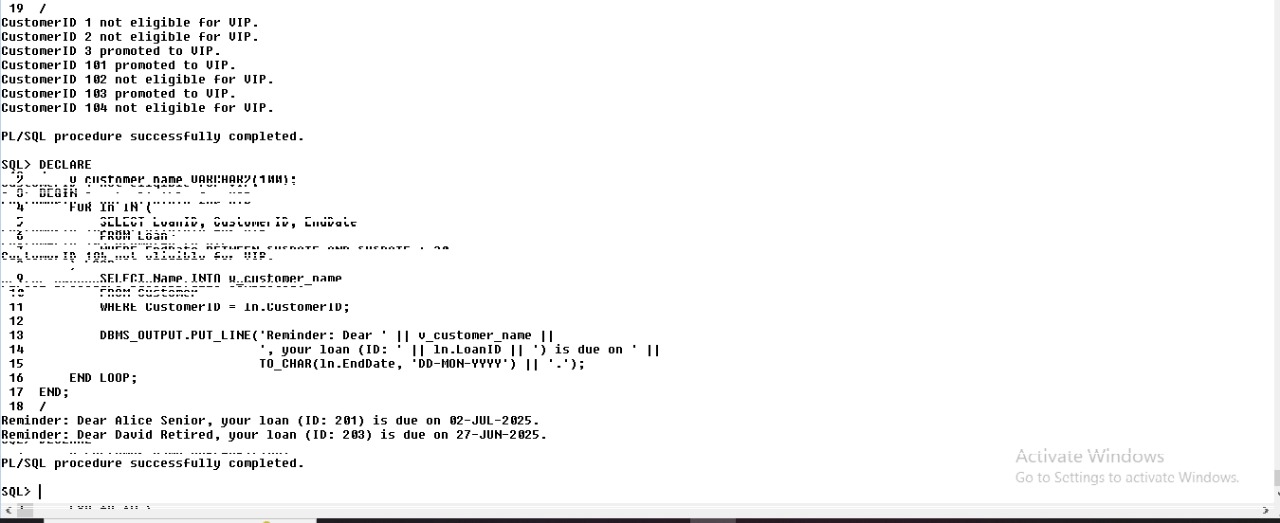 19 /
CustomerID 1 not eligible for VIP.
CustomerID 2 not eligible for VIP.
CustomerID 3 promoted to VIP.
CustomerID 101 promoted to VIP.
CustomerID 102 not eligible for VIP.
CustomerID 103 promoted to VIP.
CustomerID 104 not eligible for VIP.
PL/SQL procedure successfully completed.
SQL> DECLARE
2 v_customer_name VARCHAR2(100);
3 BEGIN
4 FOR ln IN (
5 SELECT LoanID, CustomerID, EndDate
6 FROM Loan
7 WHERE EndDate BETWEEN SYSDATE AND SYSDATE + 30
CustomerID 104 not eligible for VIP.
9 SELECT Name INTO v_customer_name
10 FROM Customer
11 WHERE CustomerID = ln.CustomerID;
12
13 DBMS_OUTPUT.PUT_LINE('Reminder: Dear ' || v_customer_name ||
14 ', your loan (ID: ' || ln.LoanID || ') is due on ' ||
15 TO_CHAR(ln.EndDate, 'DD-MON-YYYY') || '.');
16 END LOOP;
17 END;
18 /
Reminder: Dear Alice Senior, your loan (ID: 201) is due on 02-JUL-2025.
Reminder: Dear David Retired, your loan (ID: 203) is due on 27-JUN-2025.
PL/SQL procedure successfully completed.
SQL>
Activate Windows
Go to Settings to activate Windows.